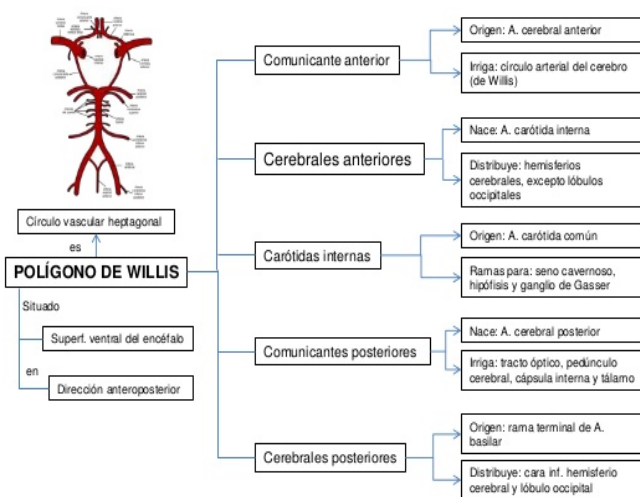 Comunicante anterior
Origen: A. cerebral anterior
Irriga: círculo arterial del cerebro
(de Willis)
Cerebrales anteriores
Nace: A. carótida interna
Distribuye: hemisferios
cerebrales, excepto lóbulos
occipitales
Círculo vascular heptagonal
es
POLÍGONO DE WILLIS
Situado
Superf. ventral del encéfalo
en
Dirección anteroposterior
Carótidas internas
Origen: A. carótida común
Ramas para: seno cavernoso,
hipófisis y ganglio de Gasser
Comunicantes posteriores
Nace: A. cerebral posterior
Irriga: tracto óptico, pedúnculo
cerebral, cápsula interna y tálamo
Cerebrales posteriores
Origen: rama terminal de A.
basilar
Distribuye: cara inf. hemisferio
cerebral y lóbulo occipital